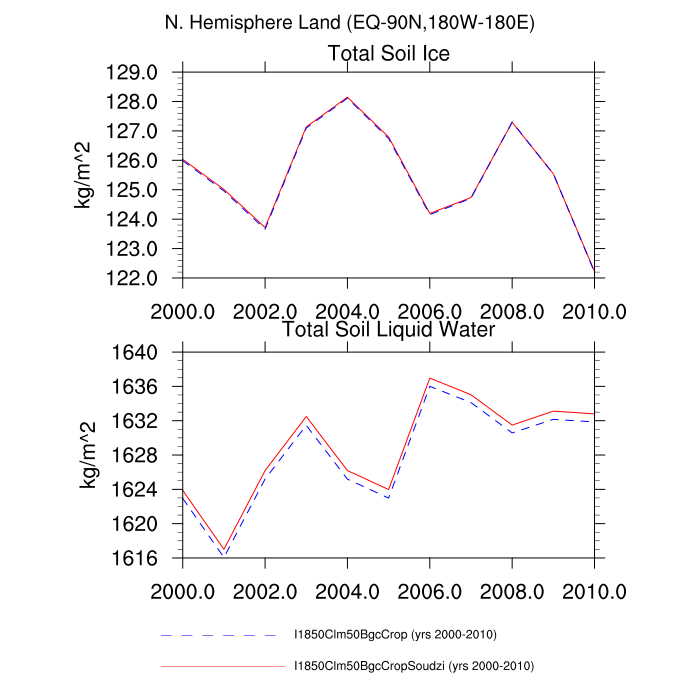 N. Hemisphere Land (EQ-90N,180W-180E)
Total Soil Ice
129.0
128.0
127.0
126.0
125.0
124.0
123.0
122.0
kg/m^2
2000.0 2002.0 2004.0 2006.0 2008.0 2010.0
Total Soil Liquid Water
1640
1636
1632
1628
1624
1620
1616
kg/m^2
2000.0 2002.0 2004.0 2006.0 2008.0 2010.0
I1850Clm50BgcCrop (yrs 2000-2010)
I1850Clm50BgcCropSoudzi (yrs 2000-2010)